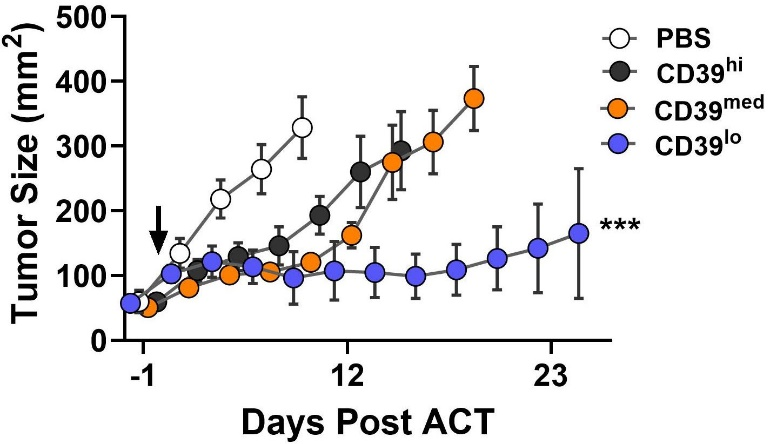 500
400
300
200
100
0
Tumor Size (mm²)
-1
12
23
Days Post ACT
PBS
CD39ʰⁱ
CD39ᵐᵉᵈ
CD39ˡᵒ
***